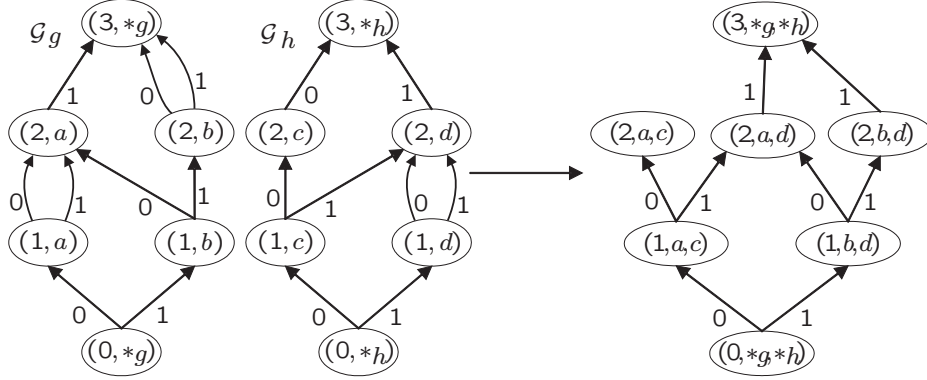 𝒢g (3,*g) 𝒢h (3,*h) (3,*g,*h)
1 0 1 0 1 1 1
(2,a) (2,b) (2,c) (2,d) (2,a,c) (2,a,d) (2,b,d)
0 1 0 1 0 1 0 1 0 1 0 1
(1,a) (1,b) (1,c) (1,d) (1,a,c) (1,b,d)
0 1 0 1 0 1
(0,*g) (0,*h) (0,*g,*h)